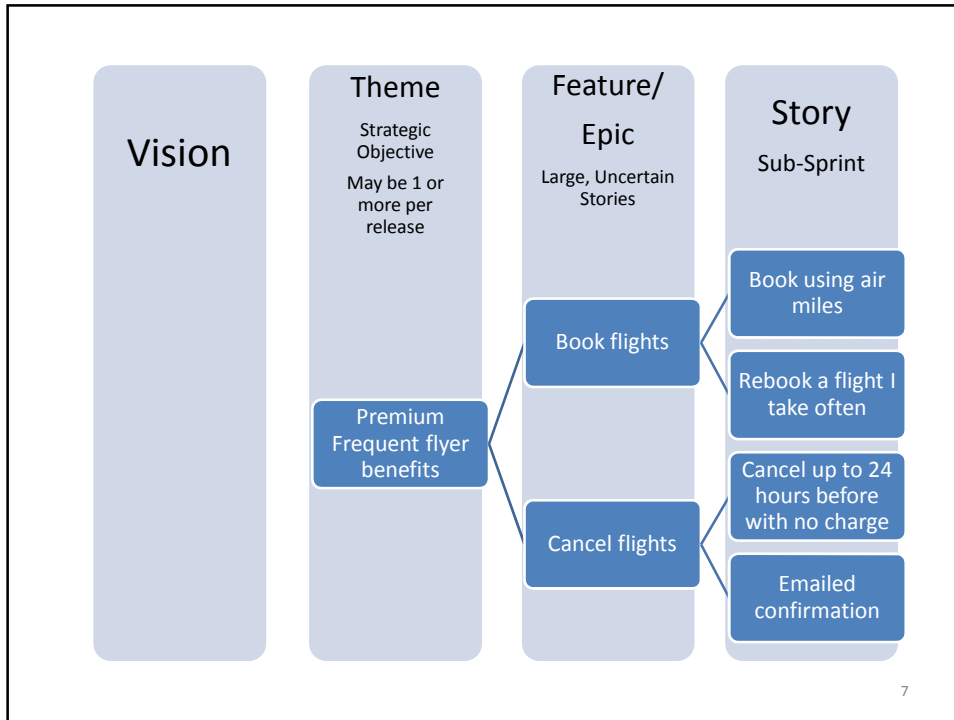 Vision
Theme
Strategic
Objective
May be 1 or
more per
release
Feature/
Epic
Large, Uncertain
Stories
Story
Sub-Sprint
Premium
Frequent flyer
benefits
Book flights
Cancel flights
Book using air
miles
Rebook a flight I
take often
Cancel up to 24
hours before
with no charge
Emailed
confirmation
7